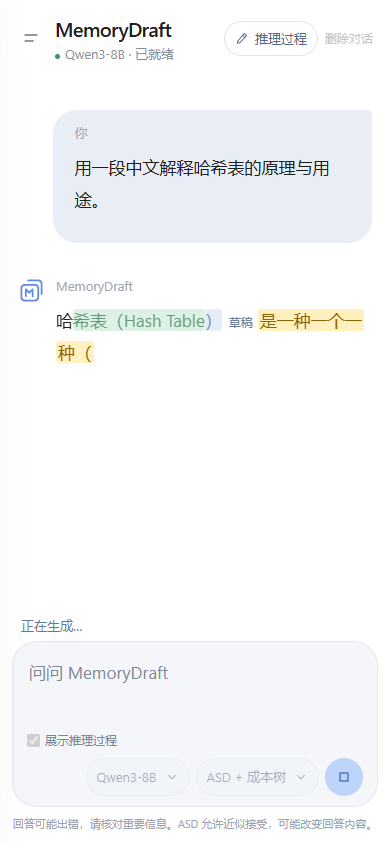 MemoryDraft
Qwen3-8B · 已就绪
推理过程
删除对话
你
用一段中文解释哈希表的原理与用
途。
MemoryDraft
哈希表（Hash Table） 草稿 是一种一个一
种（
正在生成...
问问 MemoryDraft
展示推理过程
Qwen3-8B
ASD + 成本树
回答可能出错，请核对重要信息。ASD 允许近似接受，可能改变回答内容。